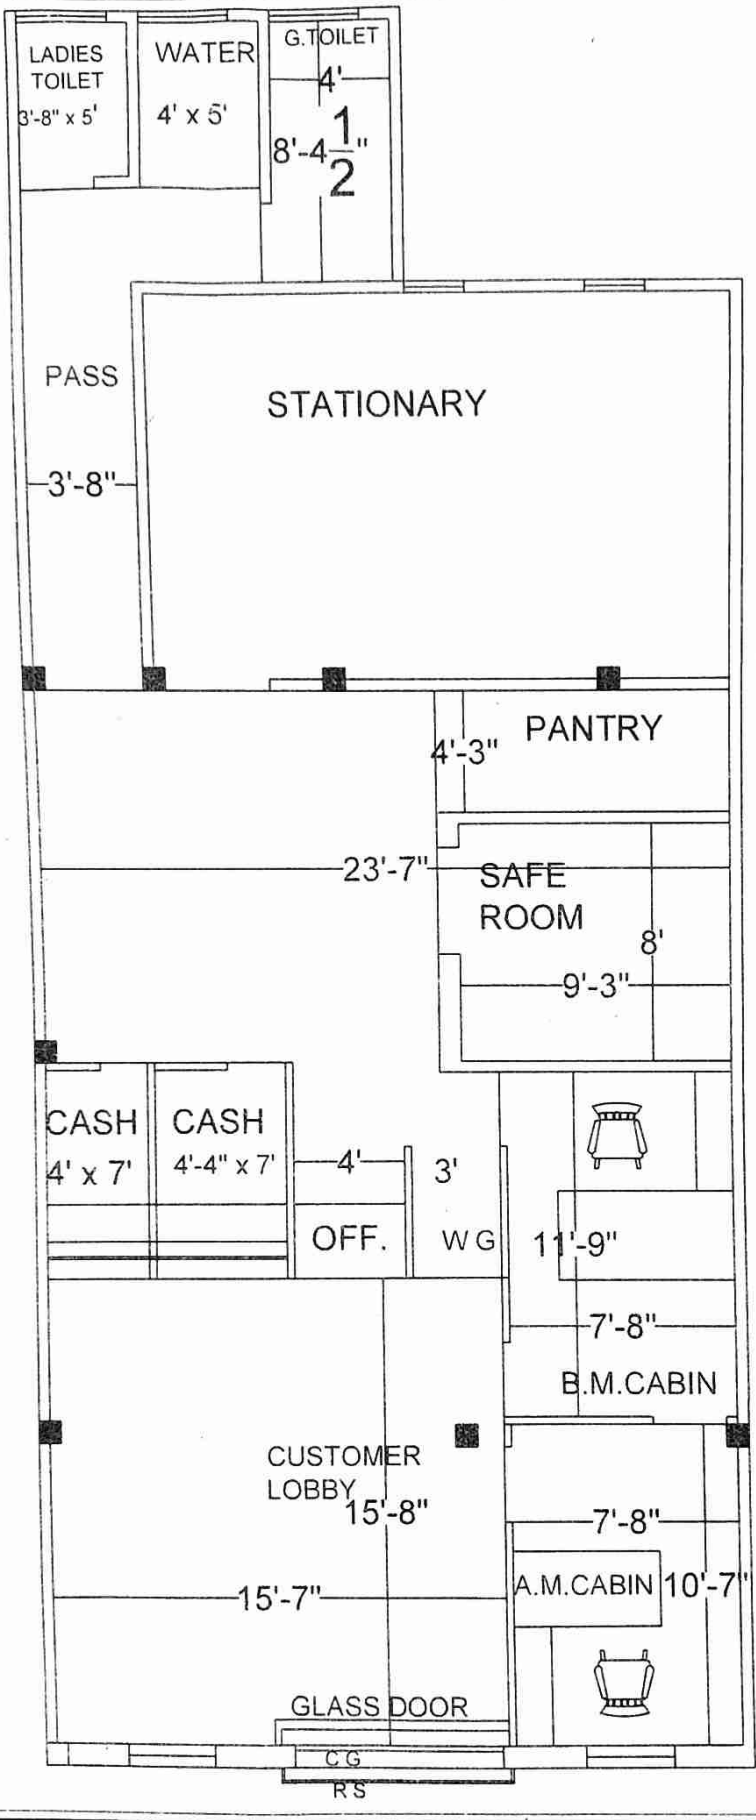 LADIES
TOILET
3'-8" x 5'
WATER
4' x 5'
G.TOILET
4'
8'-4 1/2"
PASS
3'-8"
STATIONARY
PANTRY
4'-3"
23'-7"
SAFE
ROOM
8'
9'-3"
CASH
4' x 7'
CASH
4'-4" x 7'
4'
3'
OFF.
W G
11'-9"
7'-8"
B.M.CABIN
CUSTOMER
LOBBY
15'-8"
15'-7"
7'-8"
A.M.CABIN
10'-7"
GLASS DOOR
C G
R S